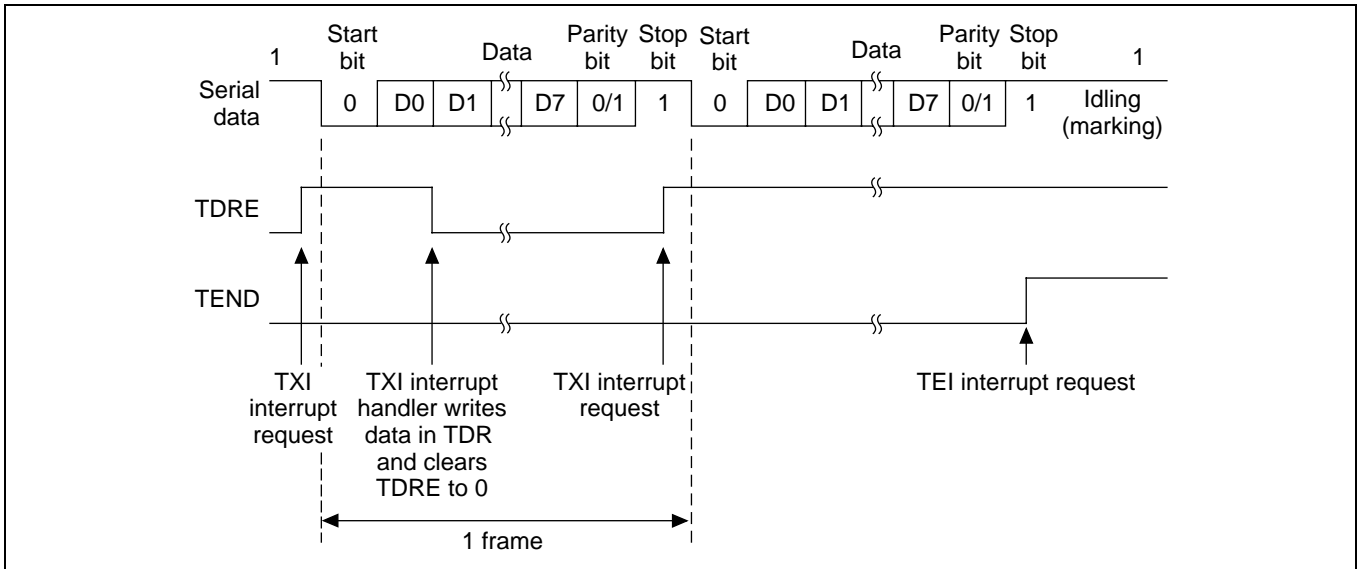 1
Start bit
Data
Parity bit
Stop bit
Start bit
Data
Parity bit
Stop bit
1
Serial data
0 D0 D1 D7 0/1 1 0 D0 D1 D7 0/1 1
Idling (marking)
TDRE
TEND
TXI
interrupt
request
TXI interrupt
handler writes
data in TDR
and clears
TDRE to 0
TXI interrupt
request
TEI interrupt request
1 frame